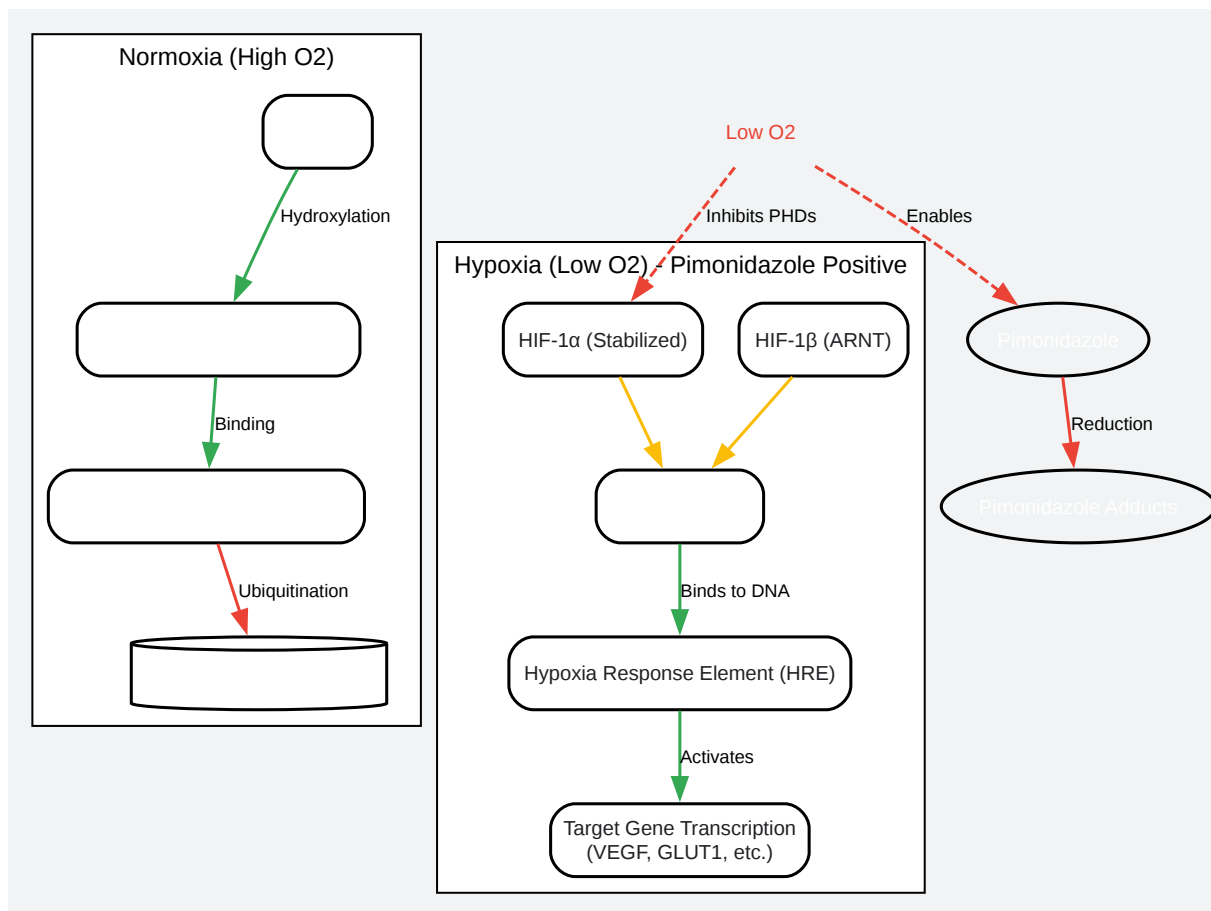 Normoxia (High O2)
Hydroxylation
Binding
Ubiquitination
Low O2
Inhibits PHDs
Enables
Hypoxia (Low O2) - Pimonidazole Positive
HIF-1α (Stabilized)
HIF-1β (ARNT)
Binds to DNA
Hypoxia Response Element (HRE)
Activates
Target Gene Transcription
(VEGF, GLUT1, etc.)
Pimonidazole
Reduction
Pimonidazole Adducts